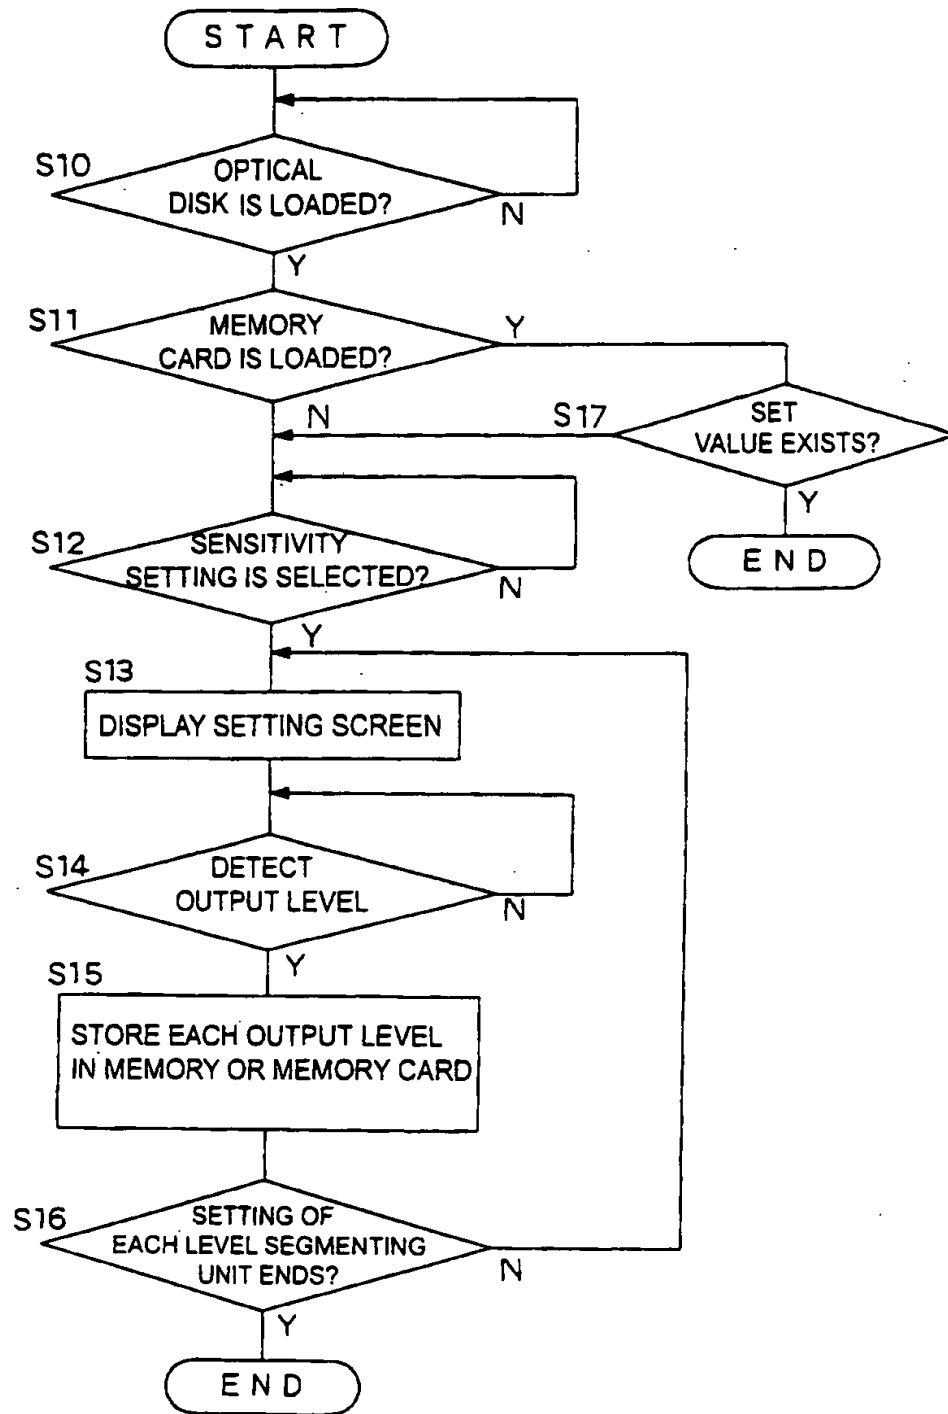 START
S10
OPTICAL
DISK IS LOADED?
N
Y
S11
MEMORY
CARD IS LOADED?
Y
N
S17
SET
VALUE EXISTS?
Y
END
S12
SENSITIVITY
SETTING IS SELECTED?
N
Y
S13
DISPLAY SETTING SCREEN
S14
DETECT
OUTPUT LEVEL
N
Y
S15
STORE EACH OUTPUT LEVEL
IN MEMORY OR MEMORY CARD
S16
SETTING OF
EACH LEVEL SEGMENTING
UNIT ENDS?
N
Y
END